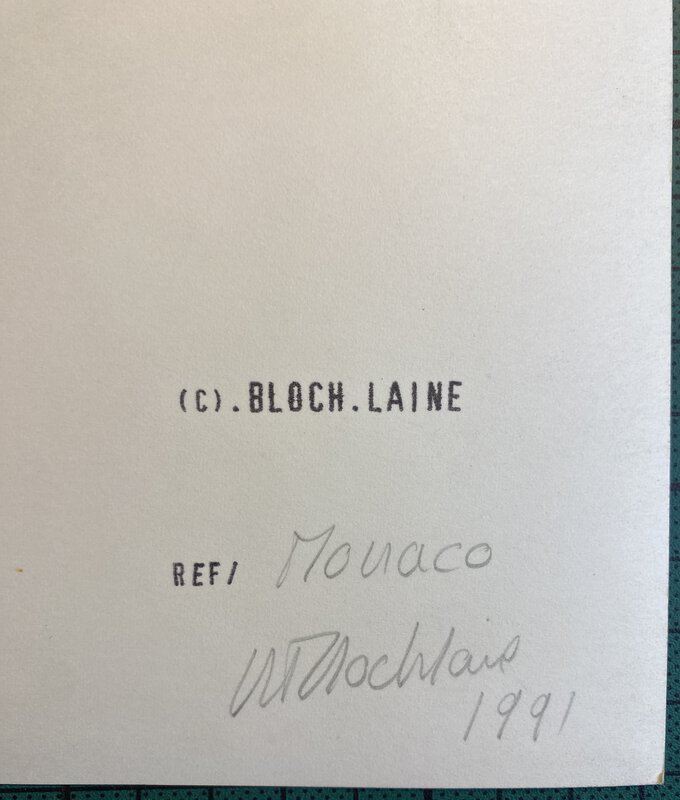 (C).BLOCH.LAINE
REF/ Monaco
1991